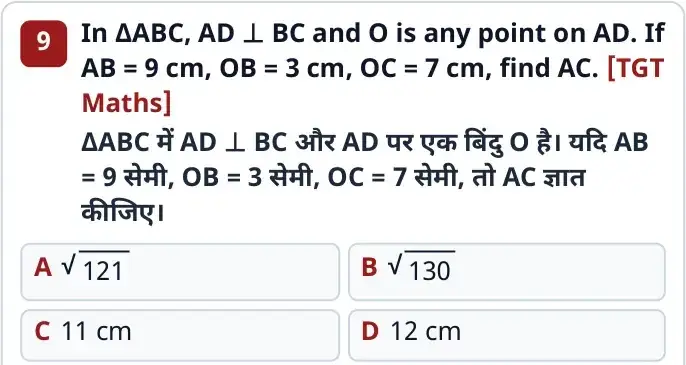 9
In ΔABC, AD ⊥ BC and O is any point on AD. If
AB = 9 cm, OB = 3 cm, OC = 7 cm, find AC. [TGT
Maths]
ΔABC में AD ⊥ BC और AD पर एक बिंदु O है। यदि AB
= 9 सेमी, OB = 3 सेमी, OC = 7 सेमी, तो AC ज्ञात
कीजिए।
A √121
B √130
C 11 cm
D 12 cm